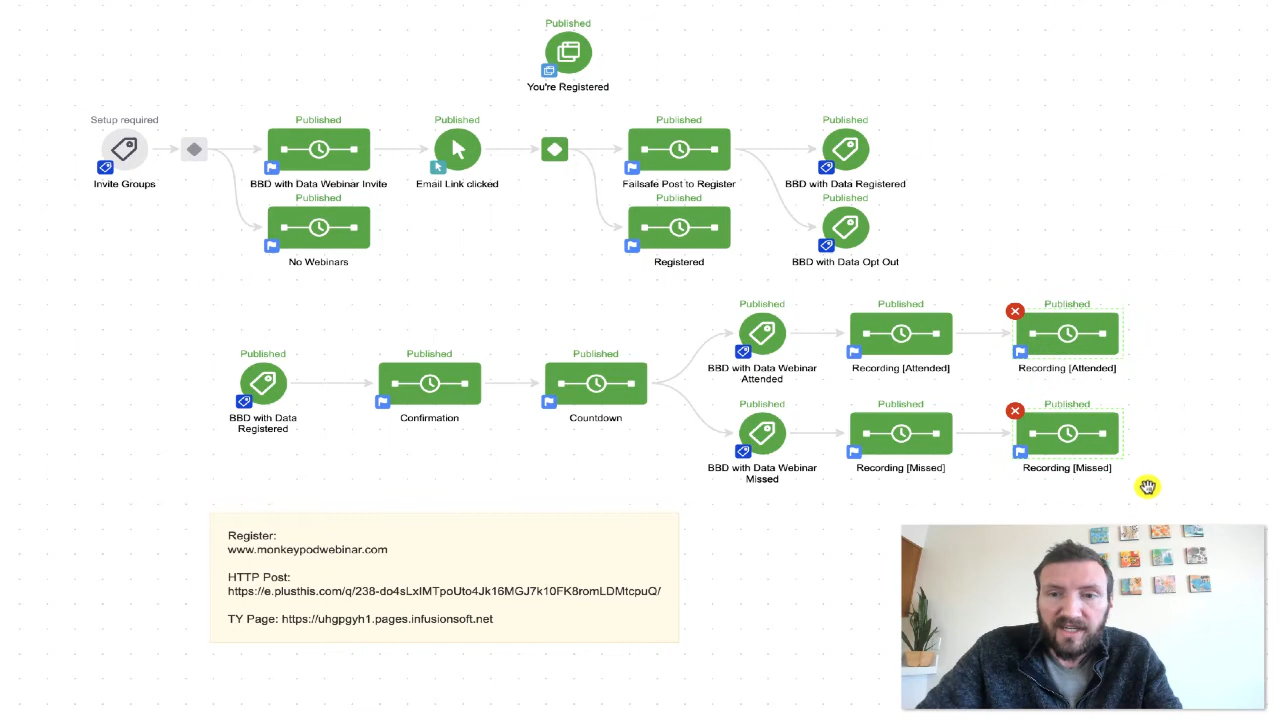 Published
You're Registered
Setup required
Invite Groups
Published
BBD with Data Webinar Invite
Published
Email Link clicked
Published
Failsafe Post to Register
Published
BBD with Data Registered
Published
No Webinars
Published
Registered
Published
BBD with Data Opt Out
Published
BBD with Data
Registered
Published
Confirmation
Published
Countdown
Published
BBD with Data Webinar
Attended
Published
Recording [Attended]
Published
Recording [Attended]
Published
BBD with Data Webinar
Missed
Published
Recording [Missed]
Published
Recording [Missed]
Register:
www.monkeypodwebinar.com
HTTP Post:
https://e.plusthis.com/q/238-do4sLxIMTpoUto4Jk16MGJ7k10FK8romLDMtcpuQ/
TY Page: https://uhgpgyh1.pages.infusionsoft.net